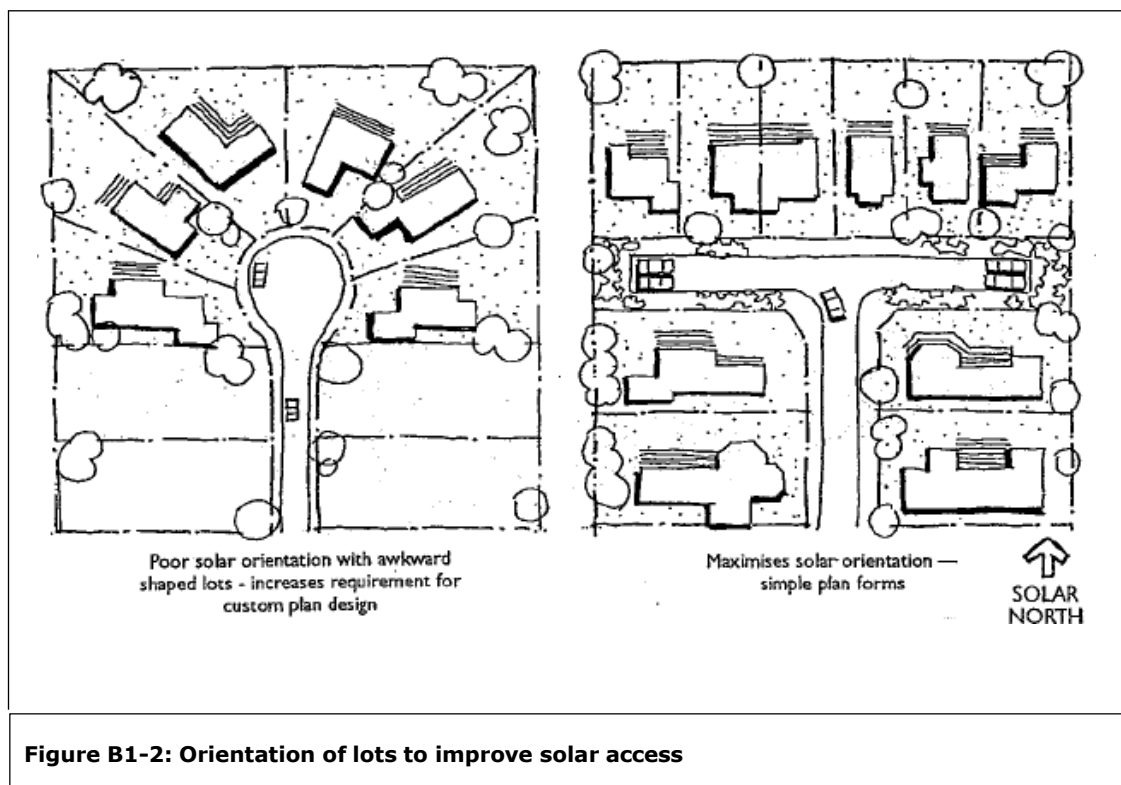 Poor solar orientation with awkward
shaped lots - increases requirement for
custom plan design
Maximises solar orientation —
simple plan forms
SOLAR
NORTH
Figure B1-2: Orientation of lots to improve solar access